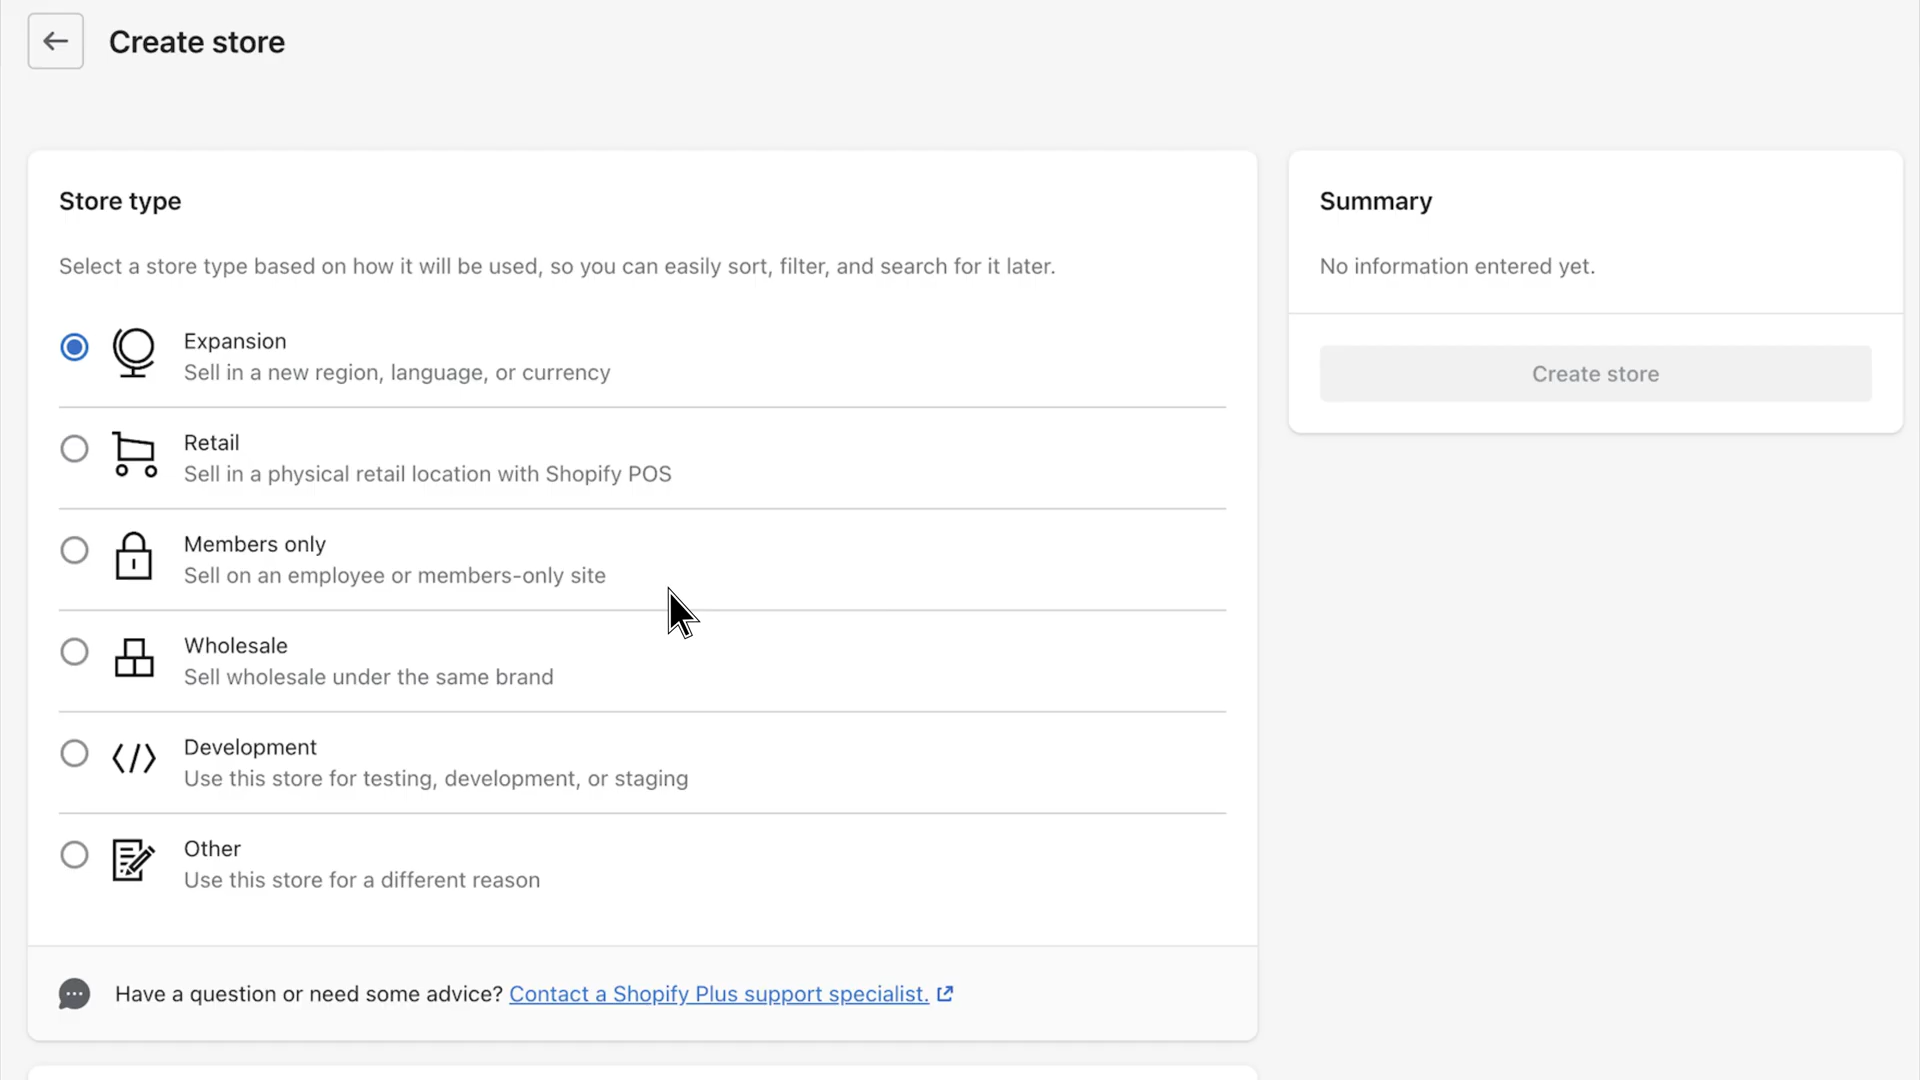 Create store
Store type
Select a store type based on how it will be used, so you can easily sort, filter, and search for it later.
Expansion
Sell in a new region, language, or currency
Retail
Sell in a physical retail location with Shopify POS
Members only
Sell on an employee or members-only site
Wholesale
Sell wholesale under the same brand
Development
Use this store for testing, development, or staging
Other
Use this store for a different reason
Have a question or need some advice? Contact a Shopify Plus support specialist.
Summary
No information entered yet.
Create store